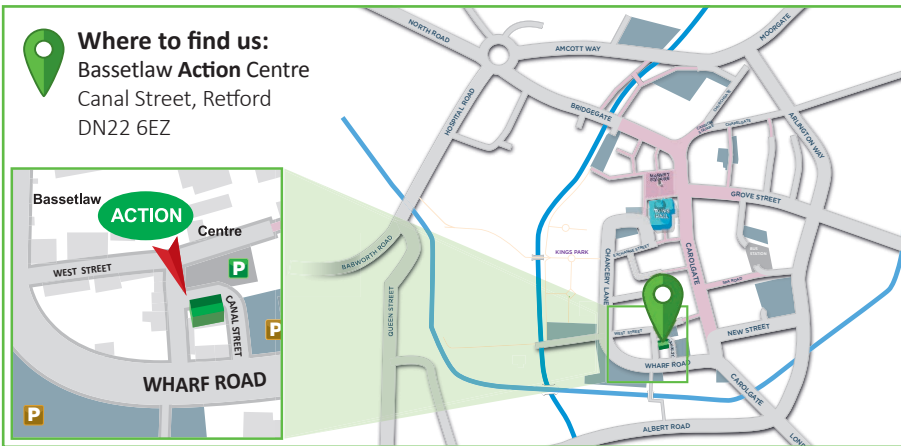 Where to find us:
Bassetlaw Action Centre
Canal Street, Retford
DN22 6EZ
Bassetlaw
ACTION
Centre
WEST STREET
P
CANAL STREET
P
WHARF ROAD
P
NORTH ROAD
AMCOTT WAY
MOORGATE
HOSPITAL ROAD
BRIDGEGATE
ARLINGTON WAY
GROVE STREET
BABWORTH ROAD
KINGS PARK
CHANCERY LANE
CAROLGATE
QUEEN STREET
WEST STREET
NEW STREET
WHARF ROAD
CAROLGATE
ALBERT ROAD